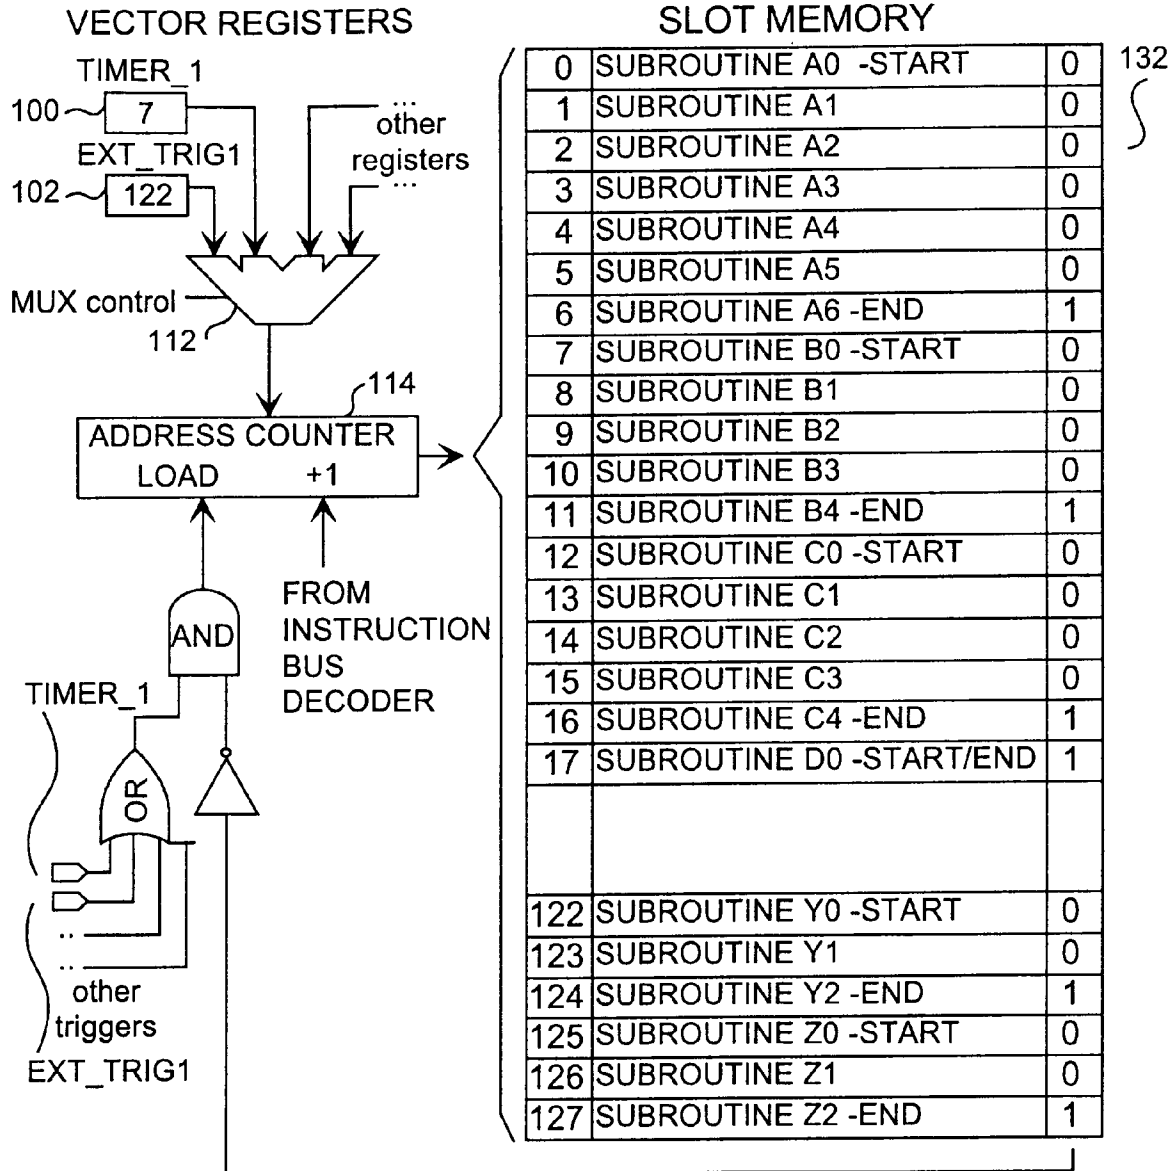 VECTOR REGISTERS
TIMER_1
100
7
EXT_TRIG1
102
122
...
other
registers
...
MUX control
112
114
ADDRESS COUNTER
LOAD +1
AND
FROM
INSTRUCTION
BUS
DECODER
TIMER_1
OR
..
..
other
triggers
EXT_TRIG1
SLOT MEMORY
132
0 SUBROUTINE A0 -START 0
1 SUBROUTINE A1 0
2 SUBROUTINE A2 0
3 SUBROUTINE A3 0
4 SUBROUTINE A4 0
5 SUBROUTINE A5 0
6 SUBROUTINE A6 -END 1
7 SUBROUTINE B0 -START 0
8 SUBROUTINE B1 0
9 SUBROUTINE B2 0
10 SUBROUTINE B3 0
11 SUBROUTINE B4 -END 1
12 SUBROUTINE C0 -START 0
13 SUBROUTINE C1 0
14 SUBROUTINE C2 0
15 SUBROUTINE C3 0
16 SUBROUTINE C4 -END 1
17 SUBROUTINE D0 -START/END 1
122 SUBROUTINE Y0 -START 0
123 SUBROUTINE Y1 0
124 SUBROUTINE Y2 -END 1
125 SUBROUTINE Z0 -START 0
126 SUBROUTINE Z1 0
127 SUBROUTINE Z2 -END 1